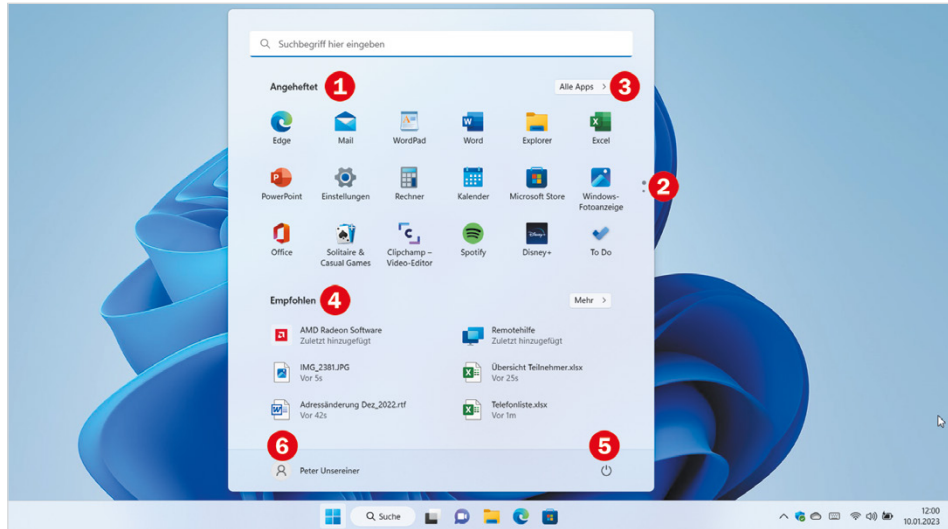 Suchbegriff hier eingeben
Angeheftet 1
Alle Apps > 3
Edge Mail WordPad Word Explorer Excel
PowerPoint Einstellungen Rechner Kalender Microsoft Store Windows-
Fotoanzeige
2
Office Solitaire & Clipchamp – Spotify Disney+ To Do
Casual Games Video-Editor
Empfohlen 4
Mehr >
AMD Radeon Software
Zuletzt hinzugefügt
Remotehilfe
Zuletzt hinzugefügt
IMG_2381.JPG
Vor 5s
Übersicht Teilnehmer.xlsx
Vor 25s
Adressänderung Dez_2022.rtf
Vor 42s
Telefonliste.xlsx
Vor 1m
6
5
Peter Unsereiner
Suche
12:00
10.01.2023